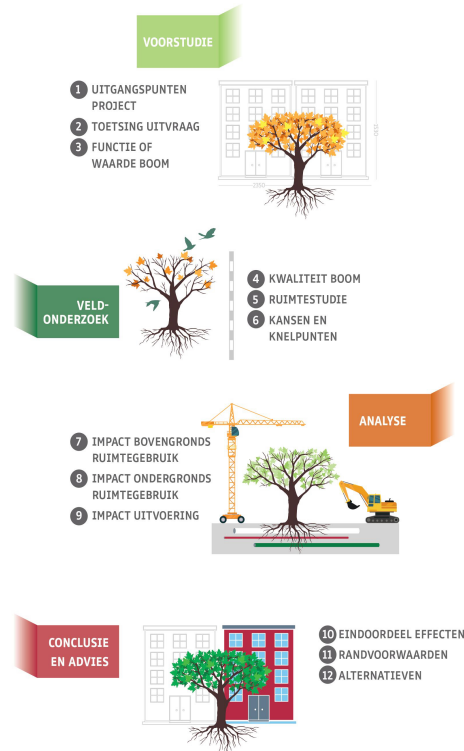 VOORSTUDIE
1 UITGANGSPUNTEN
PROJECT
2 TOETSING UITVRAAG
3 FUNCTIE OF
WAARDE BOOM
VELD-
ONDERZOEK
4 KWALITEIT BOOM
5 RUIMTESTUDIE
6 KANSEN EN
KNELPUNTEN
ANALYSE
7 IMPACT BOVENGRONDS
RUIMTEGEBRUIK
8 IMPACT ONDERGRONDS
RUIMTEGEBRUIK
9 IMPACT UITVOERING
CONCLUSIE
EN ADVIES
10 EINDOORDEEL EFFECTEN
11 RANDVOORWAARDEN
12 ALTERNATIEVEN